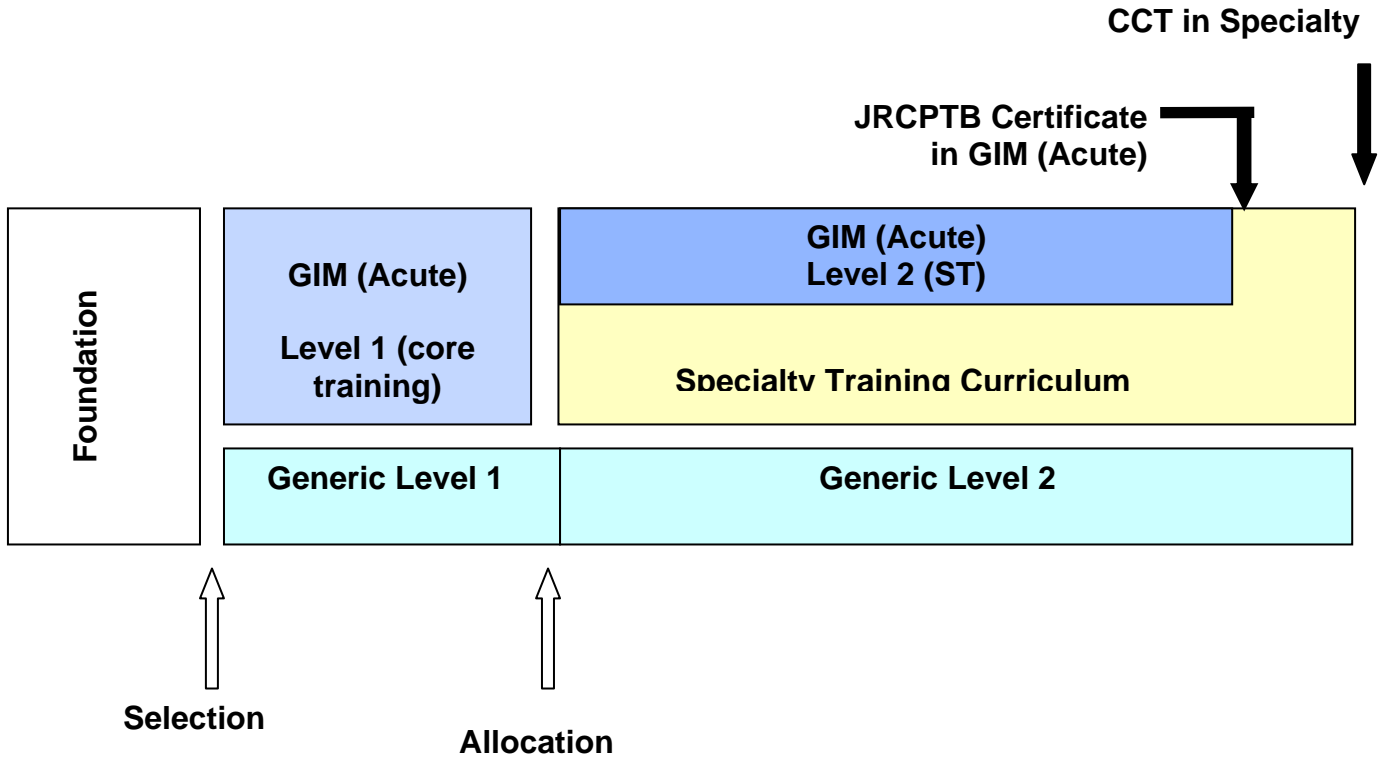 CCT in Specialty
JRCPTB Certificate
in GIM (Acute)
Foundation
GIM (Acute)
Level 1 (core
training)
GIM (Acute)
Level 2 (ST)
Specialty Training Curriculum
Generic Level 1
Generic Level 2
Selection
Allocation